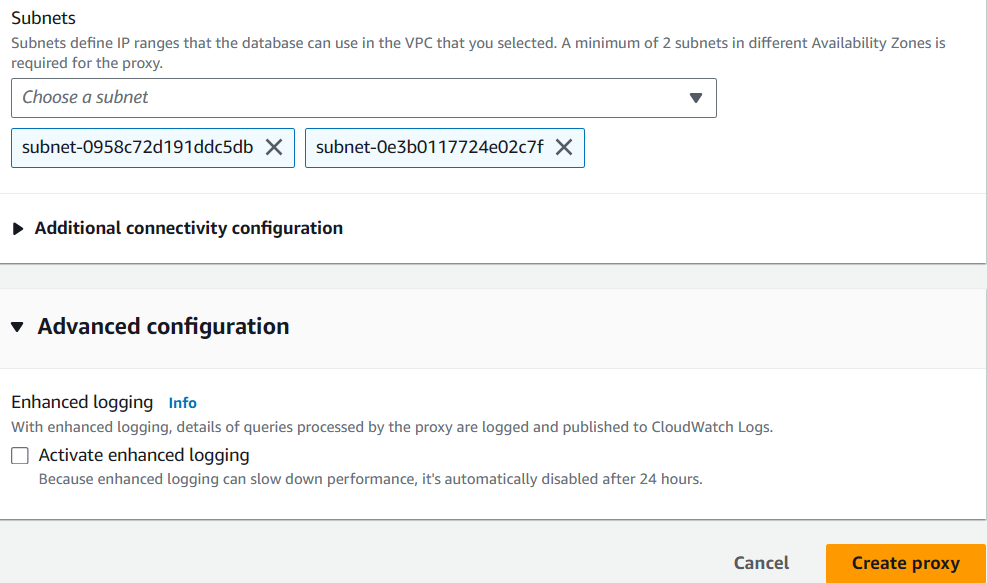 Subnets
Subnets define IP ranges that the database can use in the VPC that you selected. A minimum of 2 subnets in different Availability Zones is
required for the proxy.
Choose a subnet
subnet-0958c72d191ddc5db subnet-0e3b0117724e02c7f
Additional connectivity configuration
Advanced configuration
Enhanced logging Info
With enhanced logging, details of queries processed by the proxy are logged and published to CloudWatch Logs.
Activate enhanced logging
Because enhanced logging can slow down performance, it's automatically disabled after 24 hours.
Cancel Create proxy